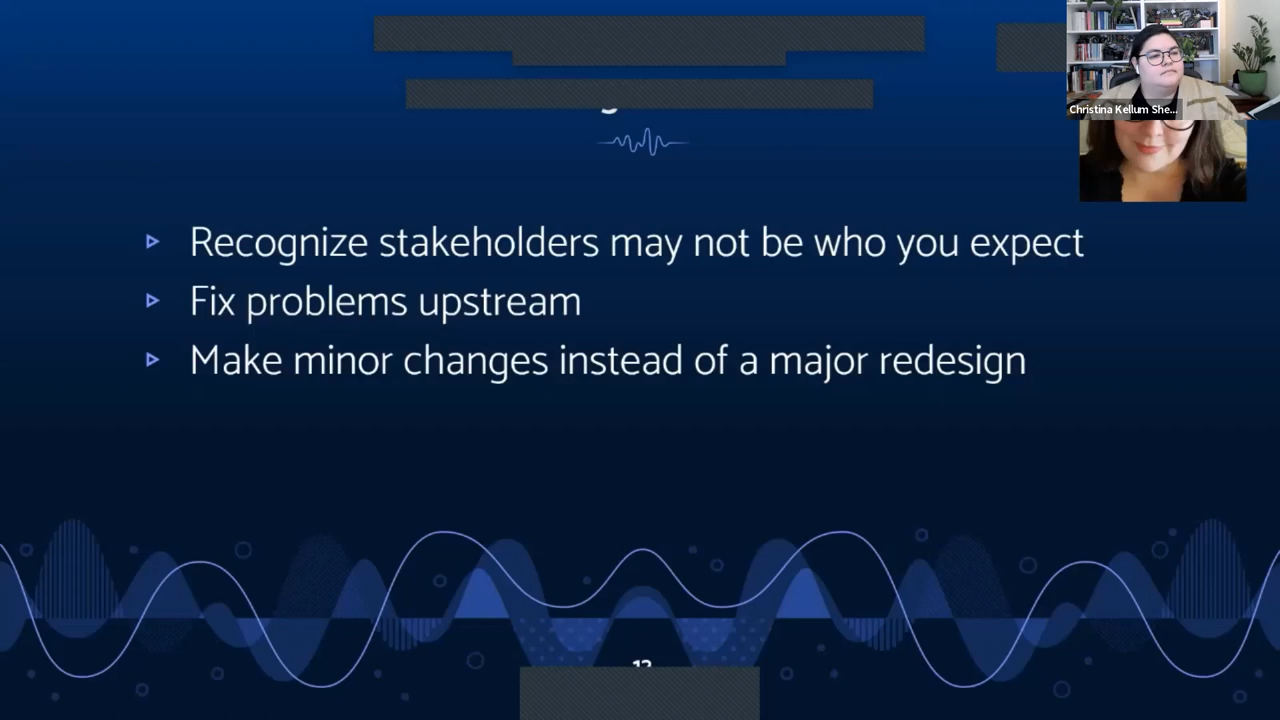 Christina Kellum She...
Recognize stakeholders may not be who you expect
Fix problems upstream
Make minor changes instead of a major redesign